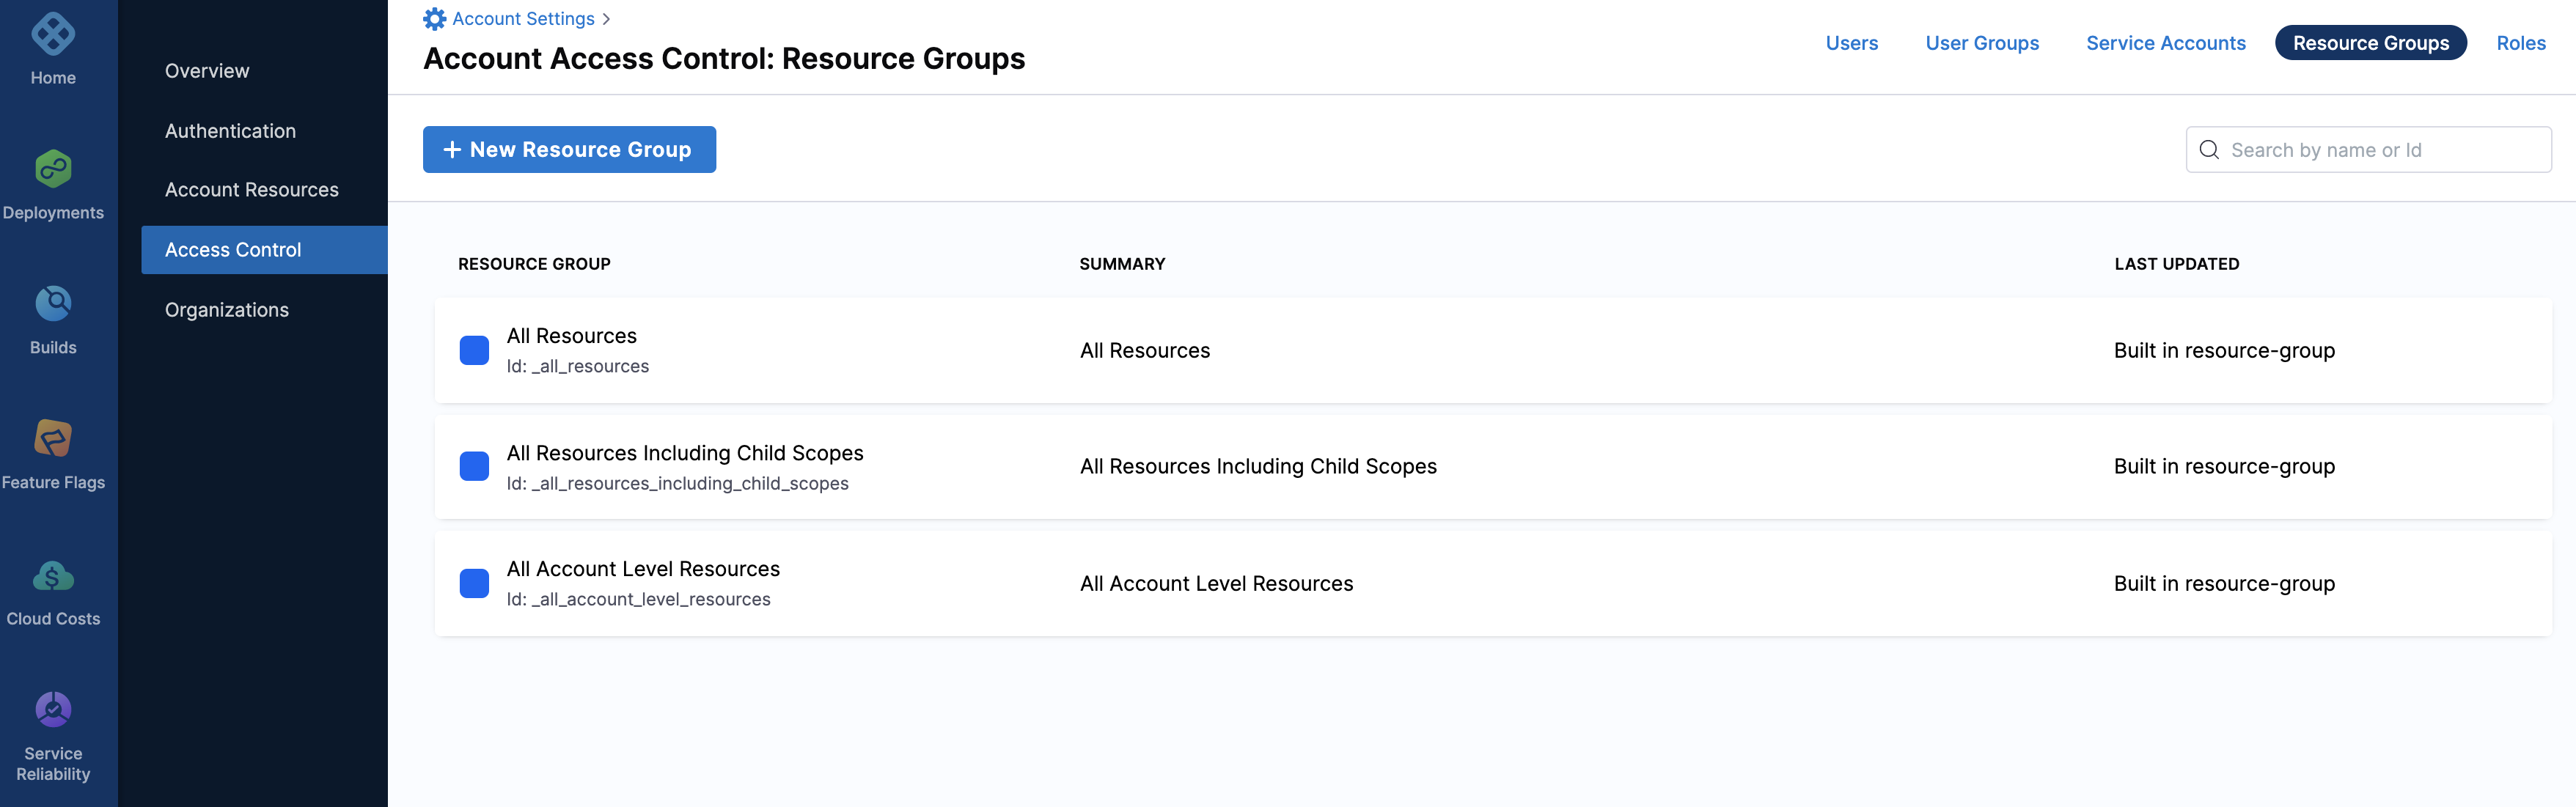 Home
Deployments
Builds
Feature Flags
Cloud Costs
Service
Reliability
Overview
Authentication
Account Resources
Access Control
Organizations
Account Settings
Account Access Control: Resource Groups
Users
User Groups
Service Accounts
Resource Groups
Roles
+ New Resource Group
Search by name or Id
RESOURCE GROUP
SUMMARY
LAST UPDATED
All Resources
Id: _all_resources
All Resources
Built in resource-group
All Resources Including Child Scopes
Id: _all_resources_including_child_scopes
All Resources Including Child Scopes
Built in resource-group
All Account Level Resources
Id: _all_account_level_resources
All Account Level Resources
Built in resource-group